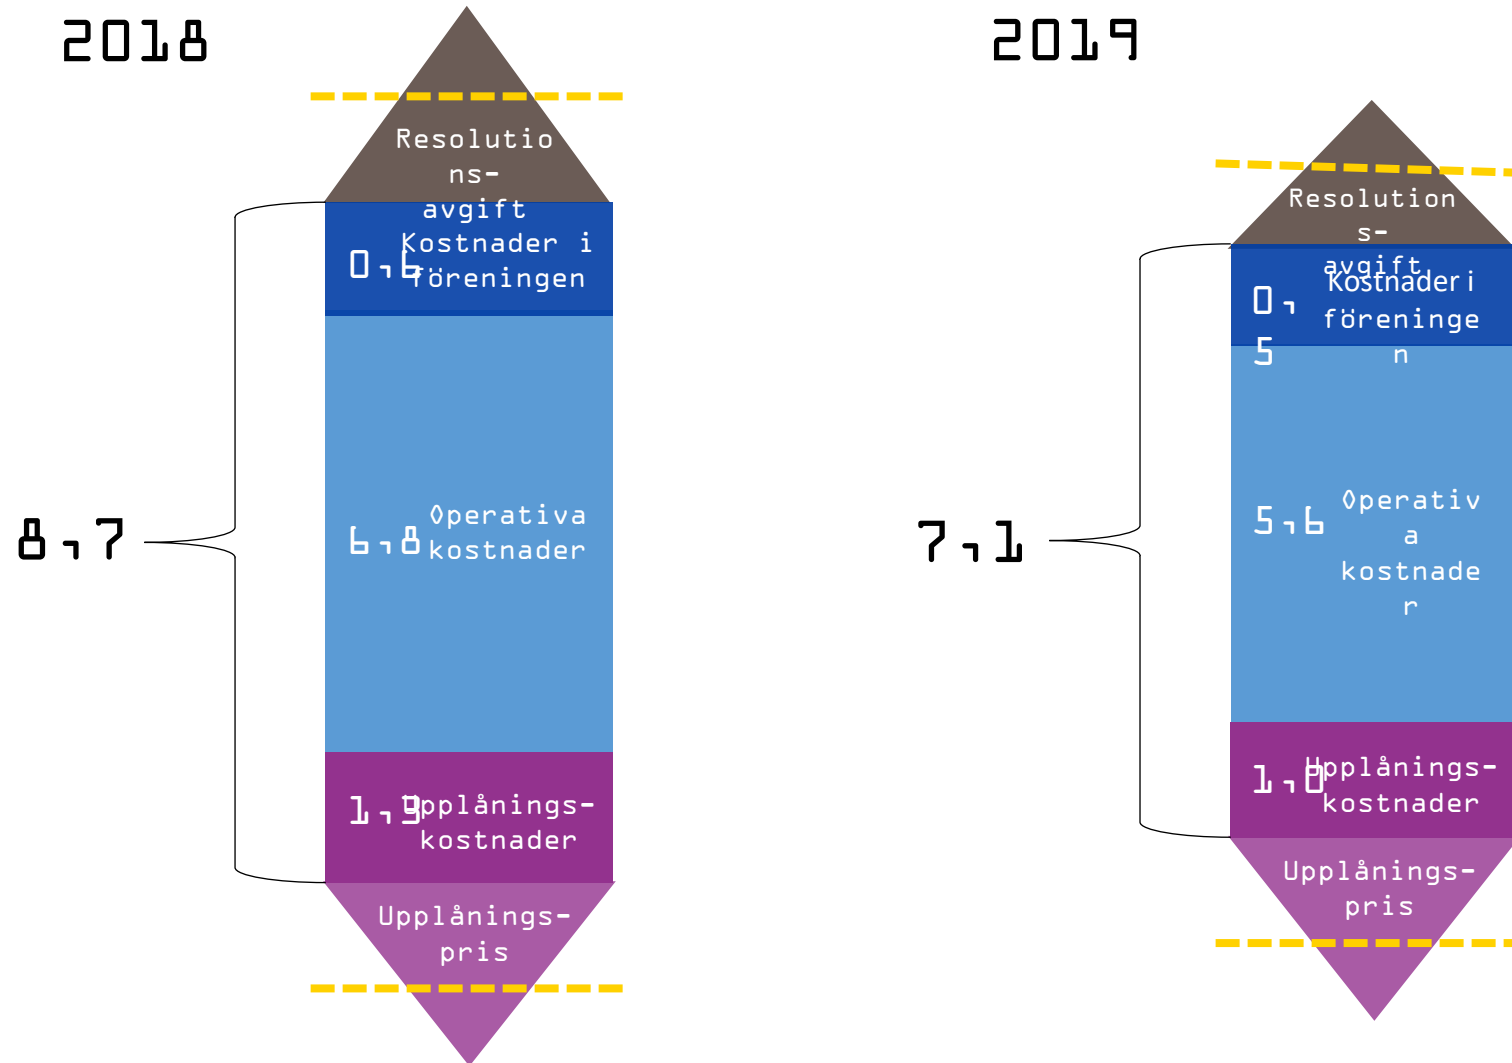 2018
Resolutio
ns-
avgift
0,6
Kostnader i
föreningen
8,7
6,8
Operativa
kostnader
1,3
Upplånings-
kostnader
Upplånings-
pris
2019
Resolution
s-
avgift
0,
5
Kostnader i
föreninge
n
7,1
5,6
Operativ
a
kostnade
r
1,0
Upplånings-
kostnader
Upplånings-
pris